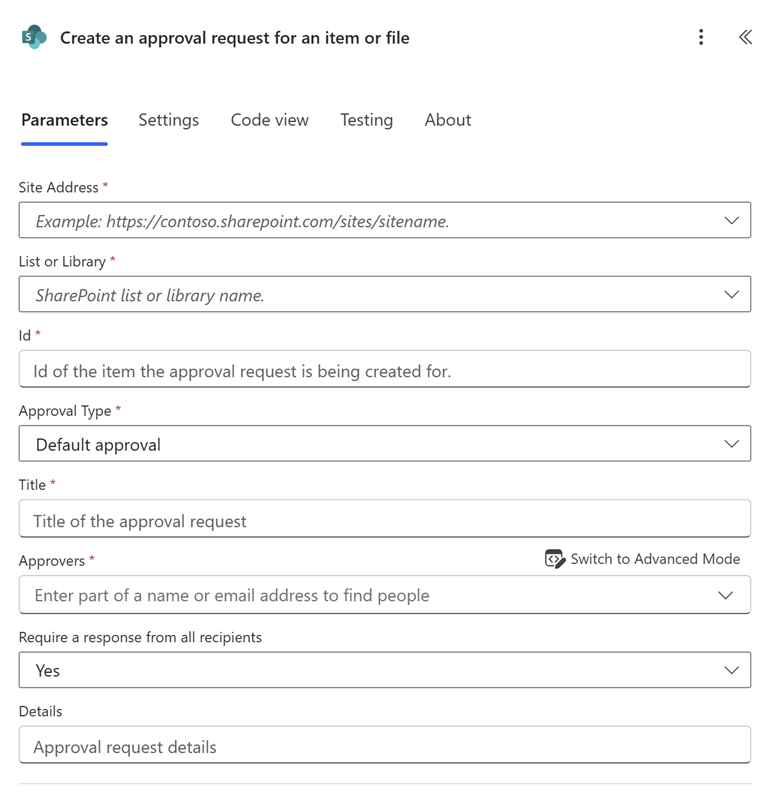 S
Create an approval request for an item or file
Parameters Settings Code view Testing About
Site Address *
Example: https://contoso.sharepoint.com/sites/sitename.
List or Library *
SharePoint list or library name.
Id *
Id of the item the approval request is being created for.
Approval Type *
Default approval
Title *
Title of the approval request
Approvers * Switch to Advanced Mode
Enter part of a name or email address to find people
Require a response from all recipients
Yes
Details
Approval request details